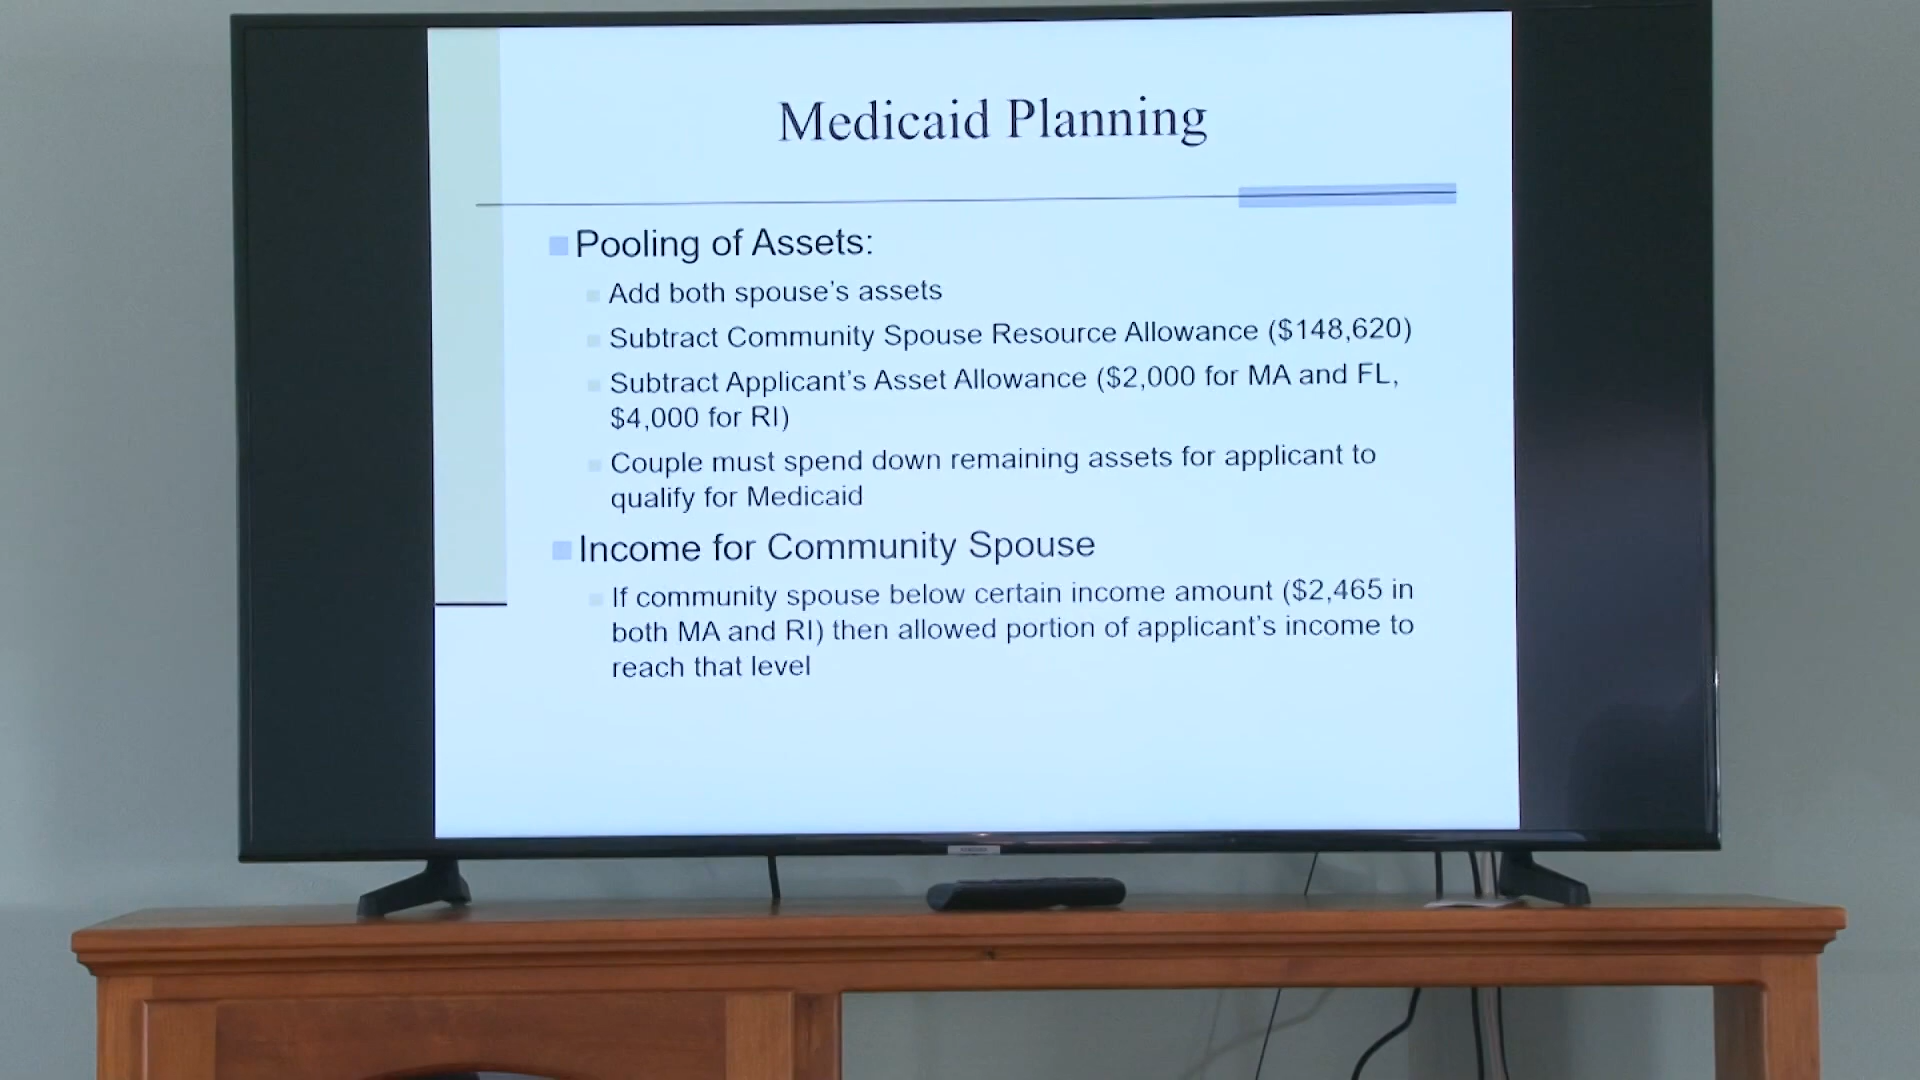 Medicaid Planning
Pooling of Assets:
Add both spouse's assets
Subtract Community Spouse Resource Allowance ($148,620)
Subtract Applicant's Asset Allowance ($2,000 for MA and FL,
$4,000 for RI)
Couple must spend down remaining assets for applicant to
qualify for Medicaid
Income for Community Spouse
If community spouse below certain income amount ($2,465 in
both MA and RI) then allowed portion of applicant's income to
reach that level